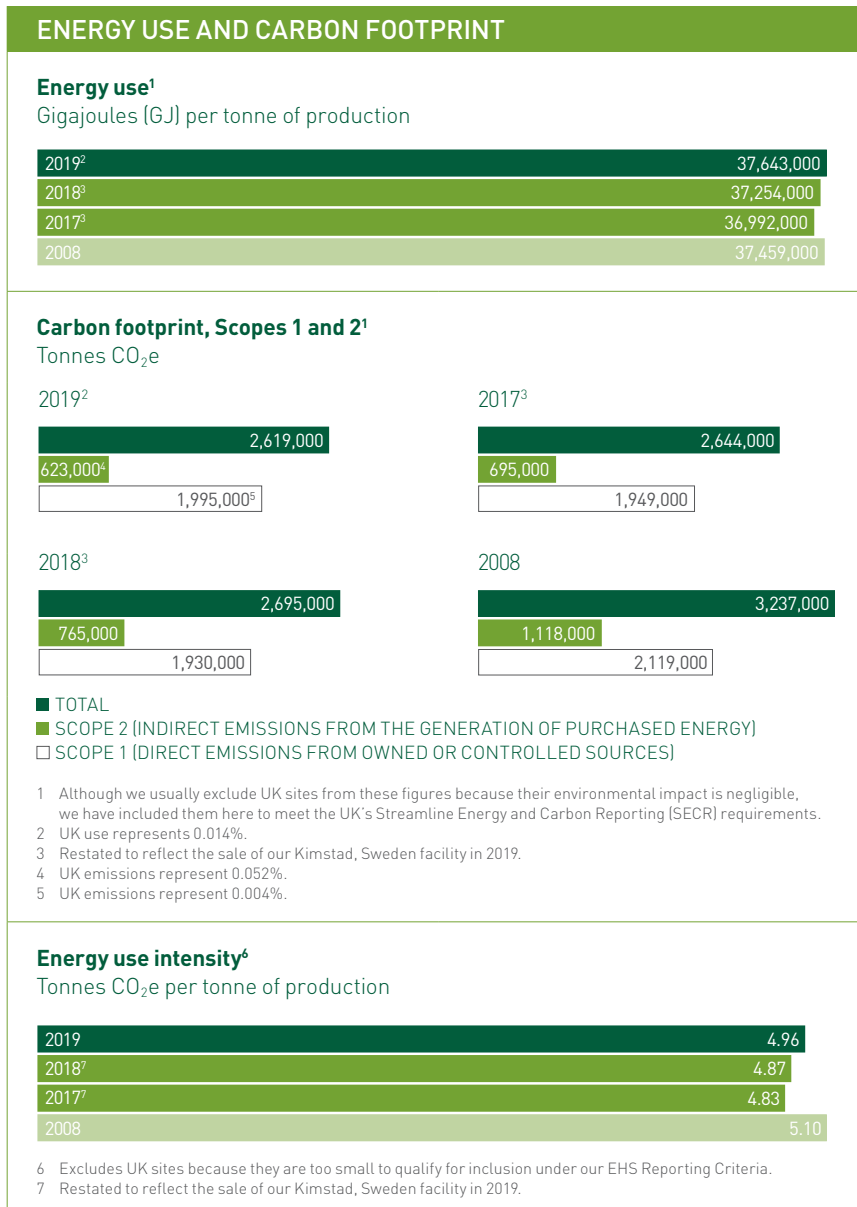 ENERGY USE AND CARBON FOOTPRINT
Energy use¹
Gigajoules (GJ) per tonne of production
2019² 37,643,000
2018³ 37,254,000
2017³ 36,992,000
2008 37,459,000
Carbon footprint, Scopes 1 and 2¹
Tonnes CO₂e
2019²
2,619,000
623,000⁴
1,995,000⁵
2017³
2,644,000
695,000
1,949,000
2018³
2,695,000
765,000
1,930,000
2008
3,237,000
1,118,000
2,119,000
TOTAL
SCOPE 2 (INDIRECT EMISSIONS FROM THE GENERATION OF PURCHASED ENERGY)
SCOPE 1 (DIRECT EMISSIONS FROM OWNED OR CONTROLLED SOURCES)
1 Although we usually exclude UK sites from these figures because their environmental impact is negligible,
we have included them here to meet the UK's Streamline Energy and Carbon Reporting (SECR) requirements.
2 UK use represents 0.014%.
3 Restated to reflect the sale of our Kimstad, Sweden facility in 2019.
4 UK emissions represent 0.052%.
5 UK emissions represent 0.004%.
Energy use intensity⁶
Tonnes CO₂e per tonne of production
2019 4.96
2018⁷ 4.87
2017⁷ 4.83
2008 5.10
6 Excludes UK sites because they are too small to qualify for inclusion under our EHS Reporting Criteria.
7 Restated to reflect the sale of our Kimstad, Sweden facility in 2019.